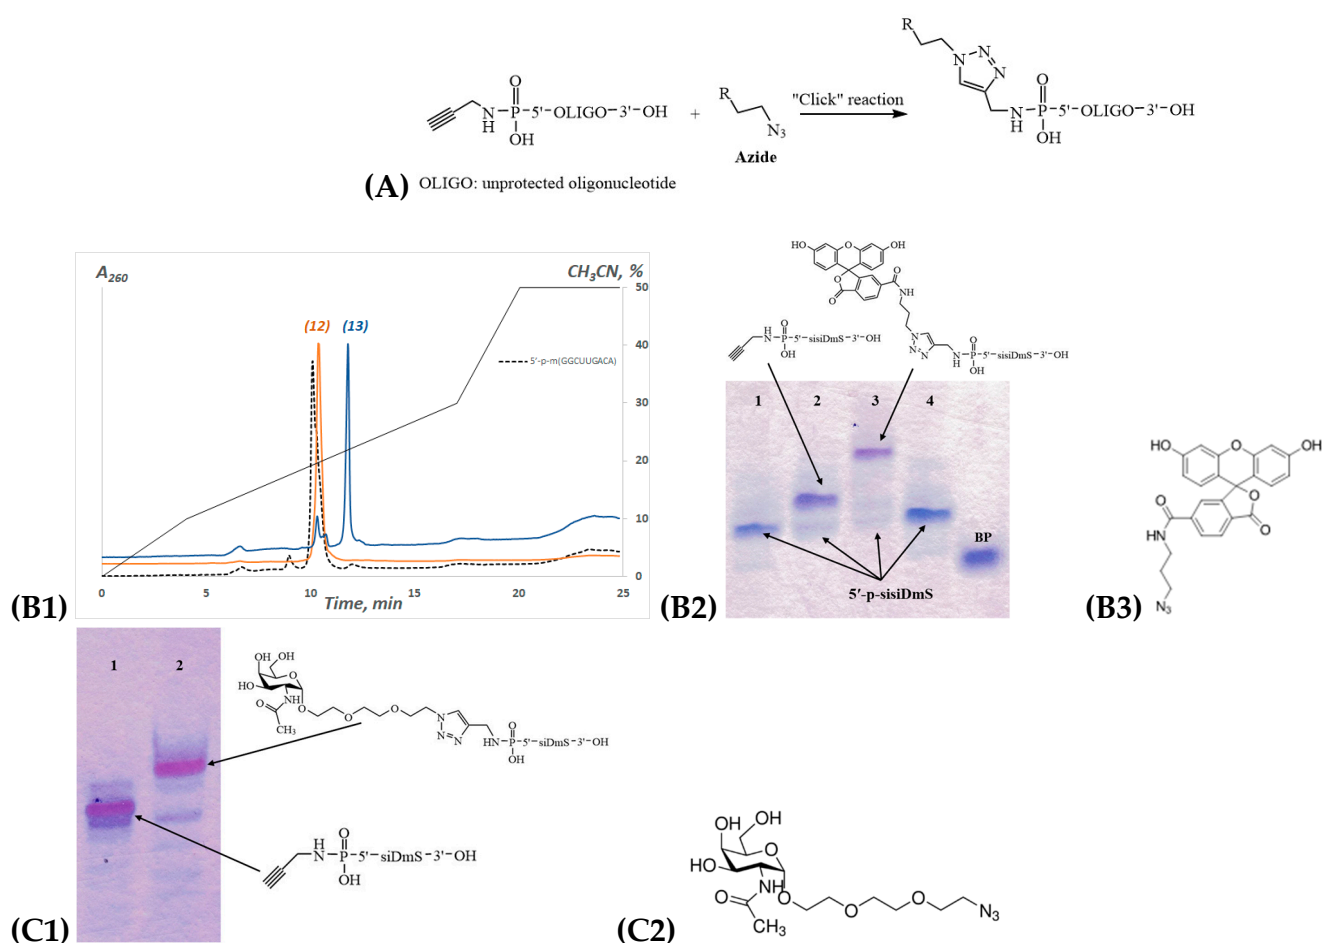 R
N
N
N
O
N
H
P
OH
5'
OLIGO
3'
OH
+
R
N3
Azide
"Click" reaction
R
N
N
N
O
N
H
P
OH
5'
OLIGO
3'
OH
(A) OLIGO: unprotected oligonucleotide
A260
CH3CN, %
50
40
30
20
10
0
(12) (13)
5'-p-m(GGCUUGACA)
0 5 10 15 20 25
Time, min
(B1)
HO O OH
O
O
O
NH
N
N=N
H
N
O
P
OH
5'
sisiDmS
3'
OH
H
N
O
P
OH
5'
sisiDmS
3'
OH
1 2 3 4
BP
5'-p-sisiDmS
(B2)
HO O OH
O
O
O
HN
N3
(B3)
1 2
OH OH
O
HO
NH
O
CH3
O
O
O
N
N=N
HN
O
P
OH
5'
siDmS
3'
OH
H
N
O
P
OH
5'
siDmS
3'
OH
(C1)
OH OH
O
HO
NH
O
CH3
O
O
O
N3
(C2)